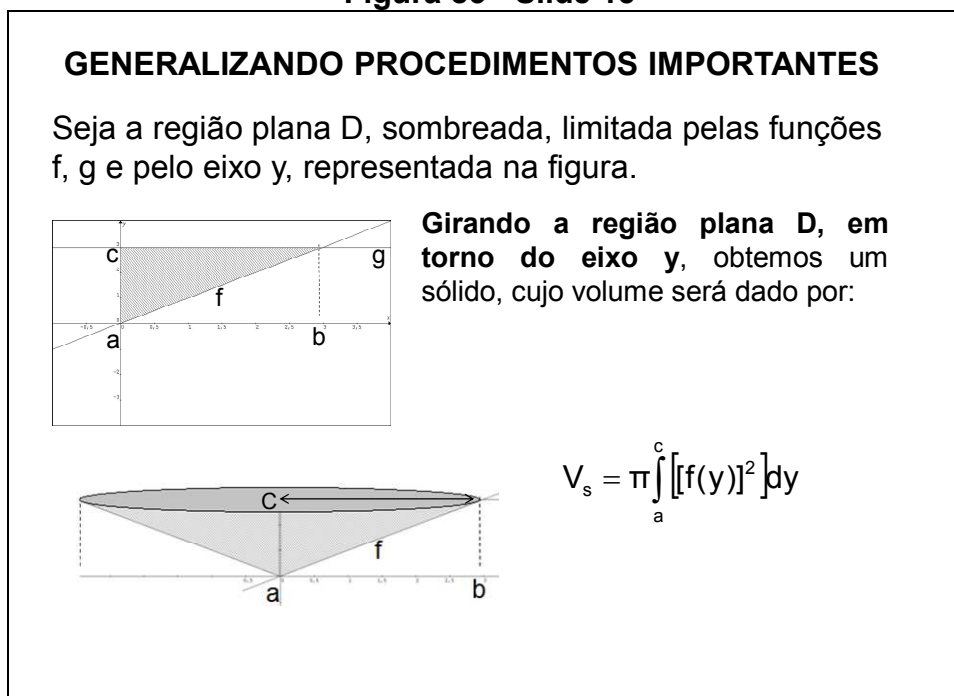 GENERALIZANDO PROCEDIMENTOS IMPORTANTES
Seja a região plana D, sombreada, limitada pelas funções
f, g e pelo eixo y, representada na figura.
Girando a região plana D, em
torno do eixo y, obtemos um
sólido, cujo volume será dado por:
c
g
f
a
b
V_s = π∫_a^c [[f(y)]²]dy
C
f
a
b